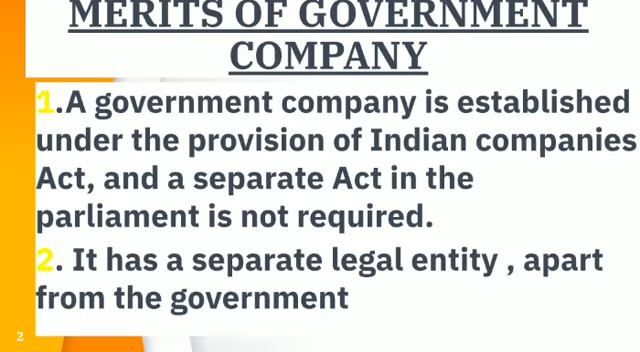 MERITS OF GOVERNMENT
COMPANY
1.A government company is established
under the provision of Indian companies
Act, and a separate Act in the
parliament is not required.
2. It has a separate legal entity , apart
from the government
2